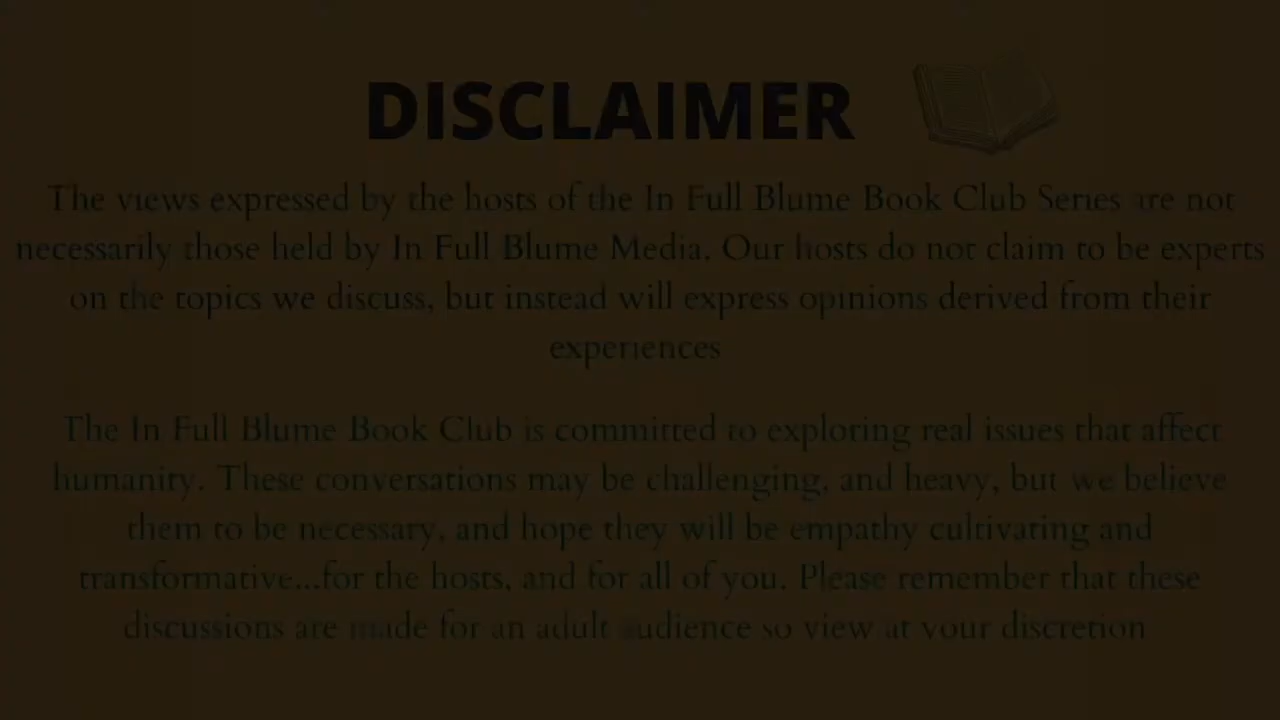 DISCLAIMER
The views expressed by the hosts of the In Full Blume Book Club Series are not
necessarily those held by In Full Blume Media. Our hosts do not claim to be experts
on the topics we discuss, but instead will express opinions derived from their
experiences
The In Full Blume Book Club is committed to exploring real issues that affect
humanity. These conversations may be challenging, and heavy, but we believe
them to be necessary, and hope they will be empathy cultivating and
transformative...for the hosts, and for all of you. Please remember that these
discussions are made for an adult audience so view at your discretion